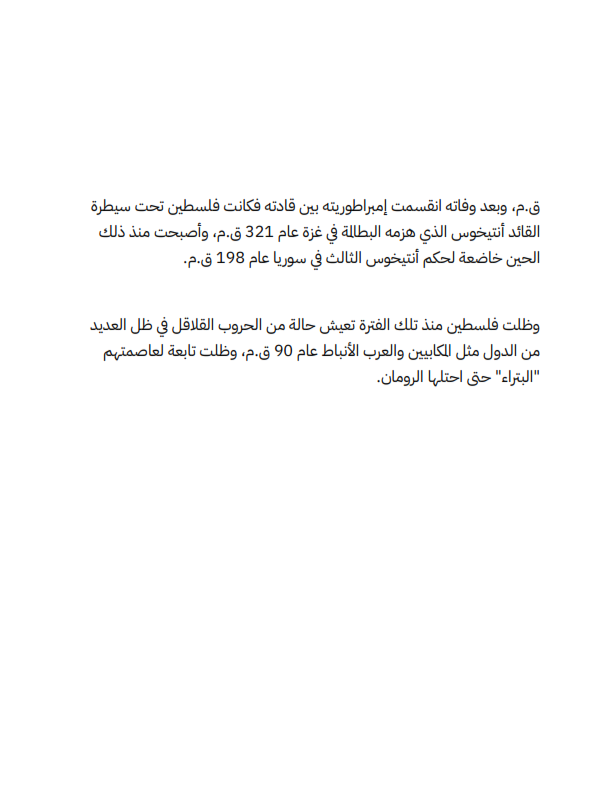 ق.م، وبعد وفاته انقسمت إمبراطوريته بين قادته فكانت فلسطين تحت سيطرة
القائد أنتيخوس الذي هزمه البطالمة في غزة عام 321 ق.م، وأصبحت منذ ذلك
الحين خاضعة لحكم أنتيخوس الثالث في سوريا عام 198 ق.م.
وظلت فلسطين منذ تلك الفترة تعيش حالة من الحروب القلاقل في ظل العديد
من الدول مثل المكابيين والعرب الأنباط عام 90 ق.م، وظلت تابعة لعاصمتهم
"البتراء" حتى احتلها الرومان.